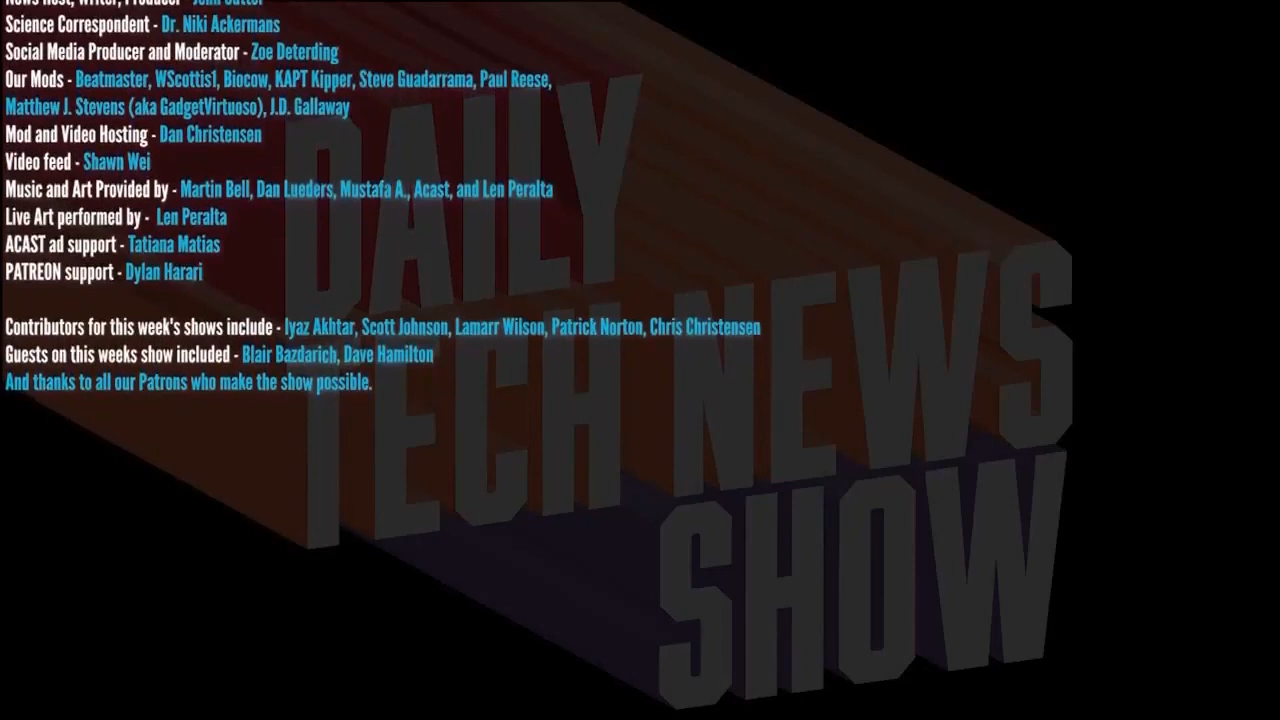 News Host, Writer, Producer -
Science Correspondent - Dr. Niki Ackermans
Social Media Producer and Moderator - Zoe Deterding
Our Mods - Beatmaster, WScottis1, Biocow, KAPT Kipper, Steve Guadarrama, Paul Reese,
Matthew J. Stevens (aka GadgetVirtuoso), J.D. Gallaway
Mod and Video Hosting - Dan Christensen
Video feed - Shawn Wei
Music and Art Provided by - Martin Bell, Dan Lueders, Mustafa A., Acast, and Len Peralta
Live Art performed by - Len Peralta
ACAST ad support - Tatiana Matias
PATREON support - Dylan Harari
Contributors for this week's shows include - Iyaz Akhtar, Scott Johnson, Lamarr Wilson, Patrick Norton, Chris Christensen
Guests on this weeks show included - Blair Bazdarich, Dave Hamilton
And thanks to all our Patrons who make the show possible.
DAILY
TECH NEWS
SHOW